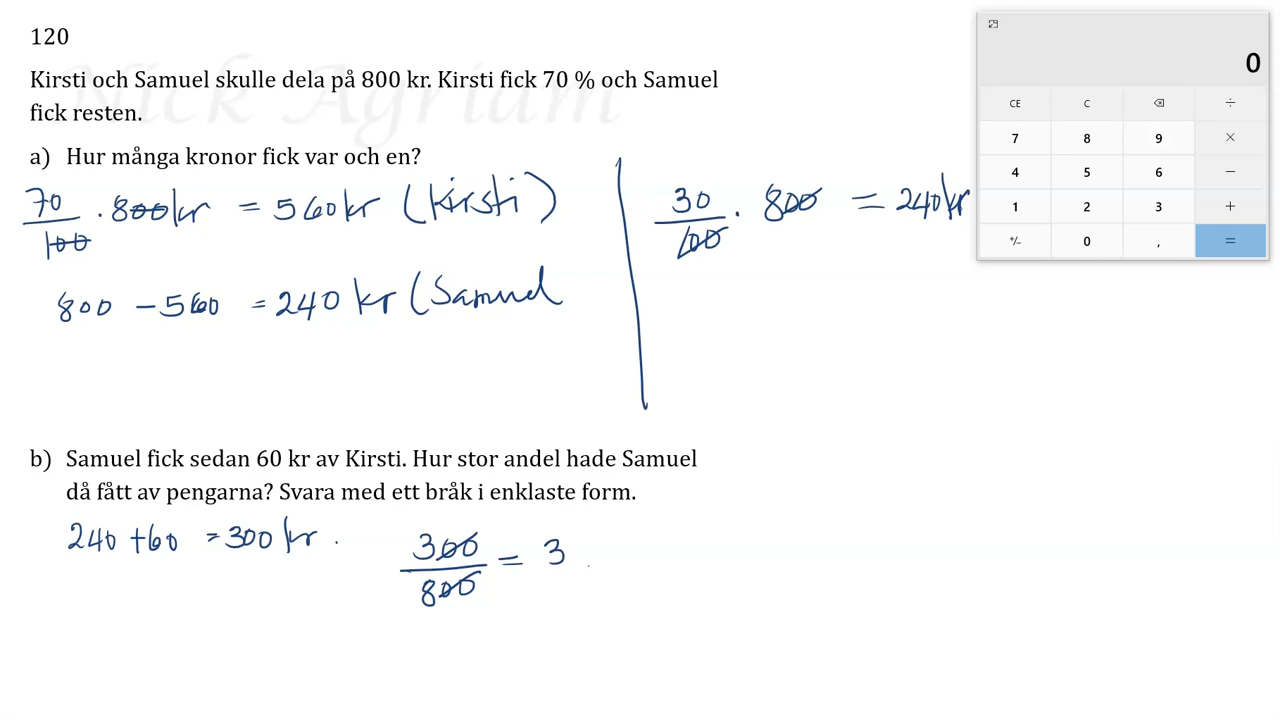 120
Kirsti och Samuel skulle dela på 800 kr. Kirsti fick 70 % och Samuel
fick resten.
Nick Agriam
a) Hur många kronor fick var och en?
70/100 · 800 kr = 560 kr (Kirsti)
800 - 560 = 240 kr (Samuel
30/100 · 800 = 240 kr
b) Samuel fick sedan 60 kr av Kirsti. Hur stor andel hade Samuel
då fått av pengarna? Svara med ett bråk i enklaste form.
240 + 60 = 300 kr.
300/800 = 3
0
CE C ⌫ ÷
7 8 9 ×
4 5 6 −
1 2 3 +
+/− 0 , =